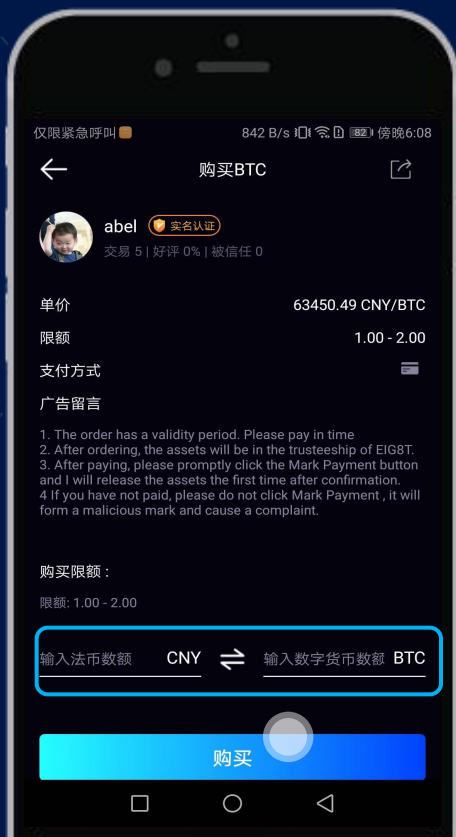 仅限紧急呼叫 842 B/s 82 傍晚6:08
购买BTC
abel 实名认证
交易 5 | 好评 0% | 被信任 0
单价 63450.49 CNY/BTC
限额 1.00 - 2.00
支付方式
广告留言
1. The order has a validity period. Please pay in time
2. After ordering, the assets will be in the trusteeship of EIG8T.
3. After paying, please promptly click the Mark Payment button
and I will release the assets the first time after confirmation.
4 If you have not paid, please do not click Mark Payment , it will
form a malicious mark and cause a complaint.
购买限额 :
限额: 1.00 - 2.00
输入法币数额 CNY 输入数字货币数额 BTC
购买